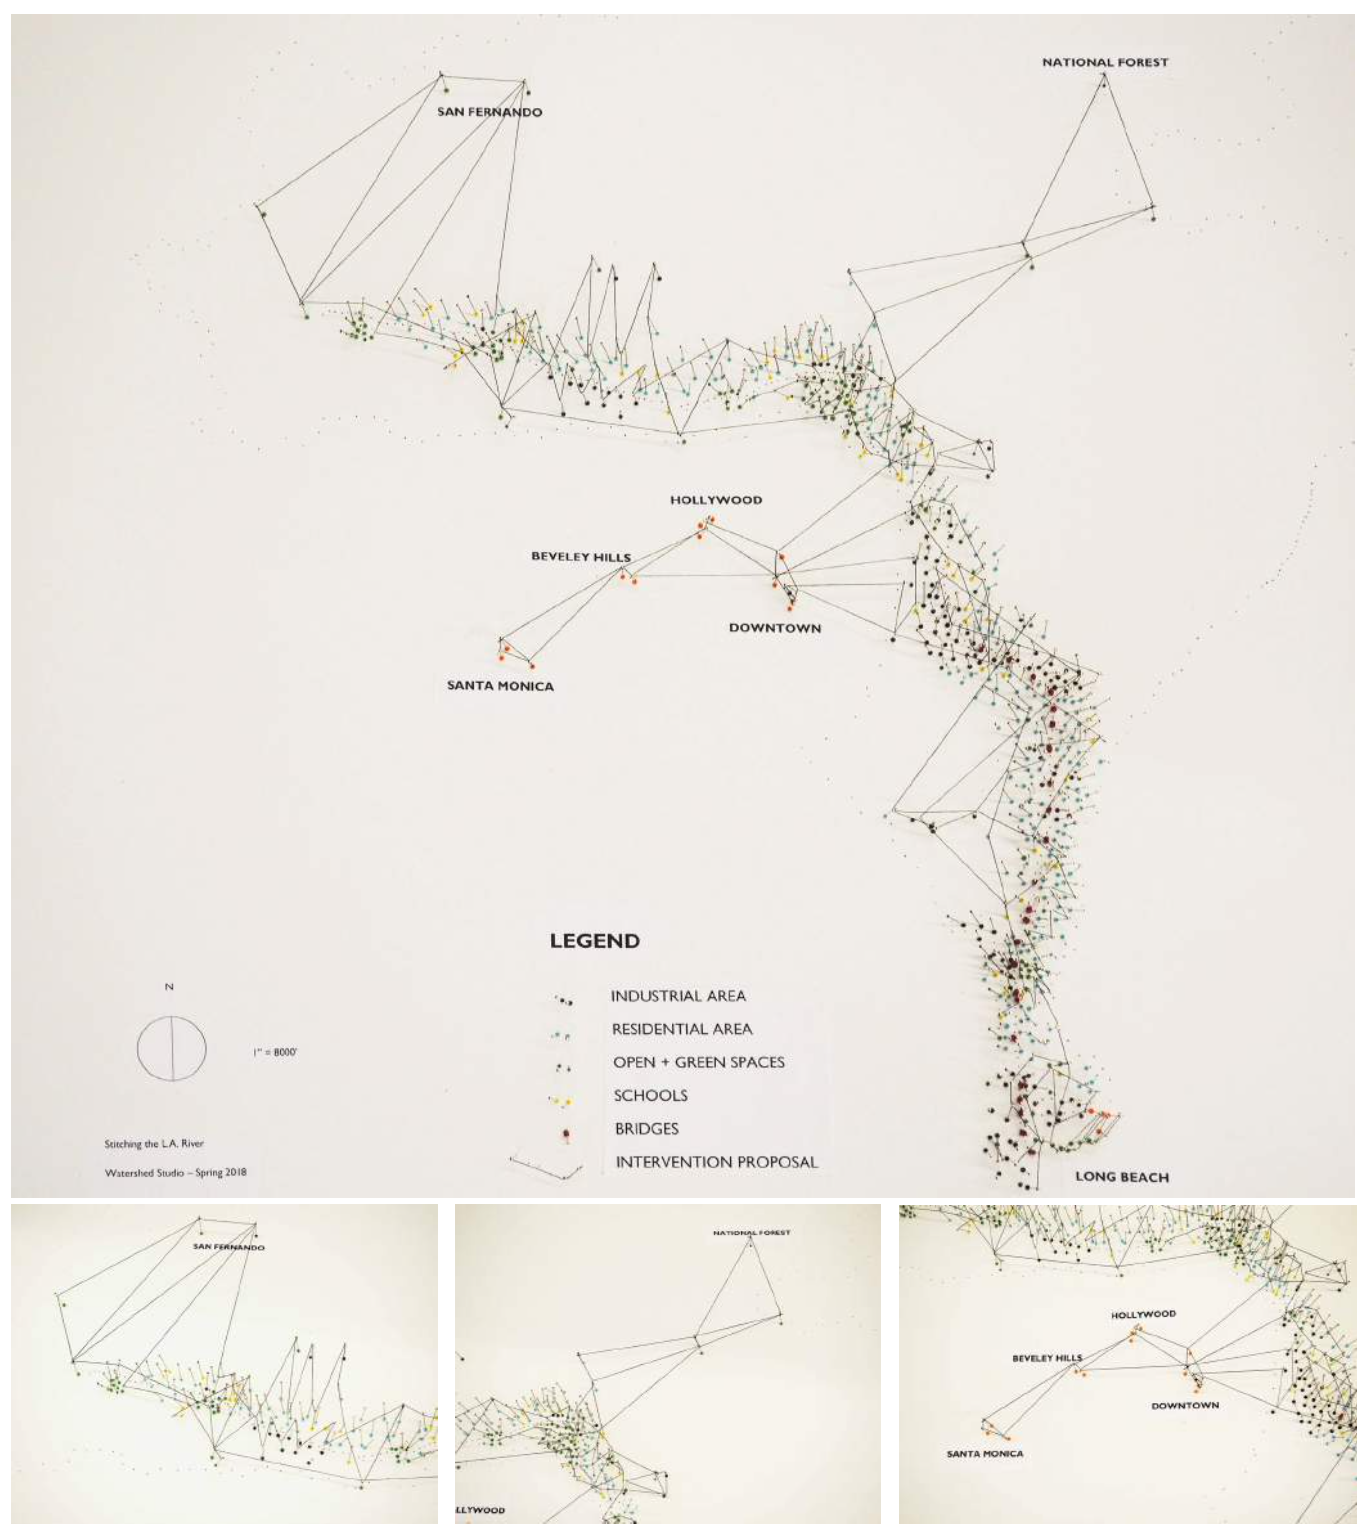 NATIONAL FOREST
SAN FERNANDO
HOLLYWOOD
BEVELEY HILLS
DOWNTOWN
SANTA MONICA
LEGEND
N
INDUSTRIAL AREA
1" = 8000'
RESIDENTIAL AREA
OPEN + GREEN SPACES
SCHOOLS
BRIDGES
INTERVENTION PROPOSAL
Stitching the L.A. River
Watershed Studio – Spring 2018
LONG BEACH
SAN FERNANDO
NATIONAL FOREST
LLYWOOD
HOLLYWOOD
BEVELEY HILLS
DOWNTOWN
SANTA MONICA